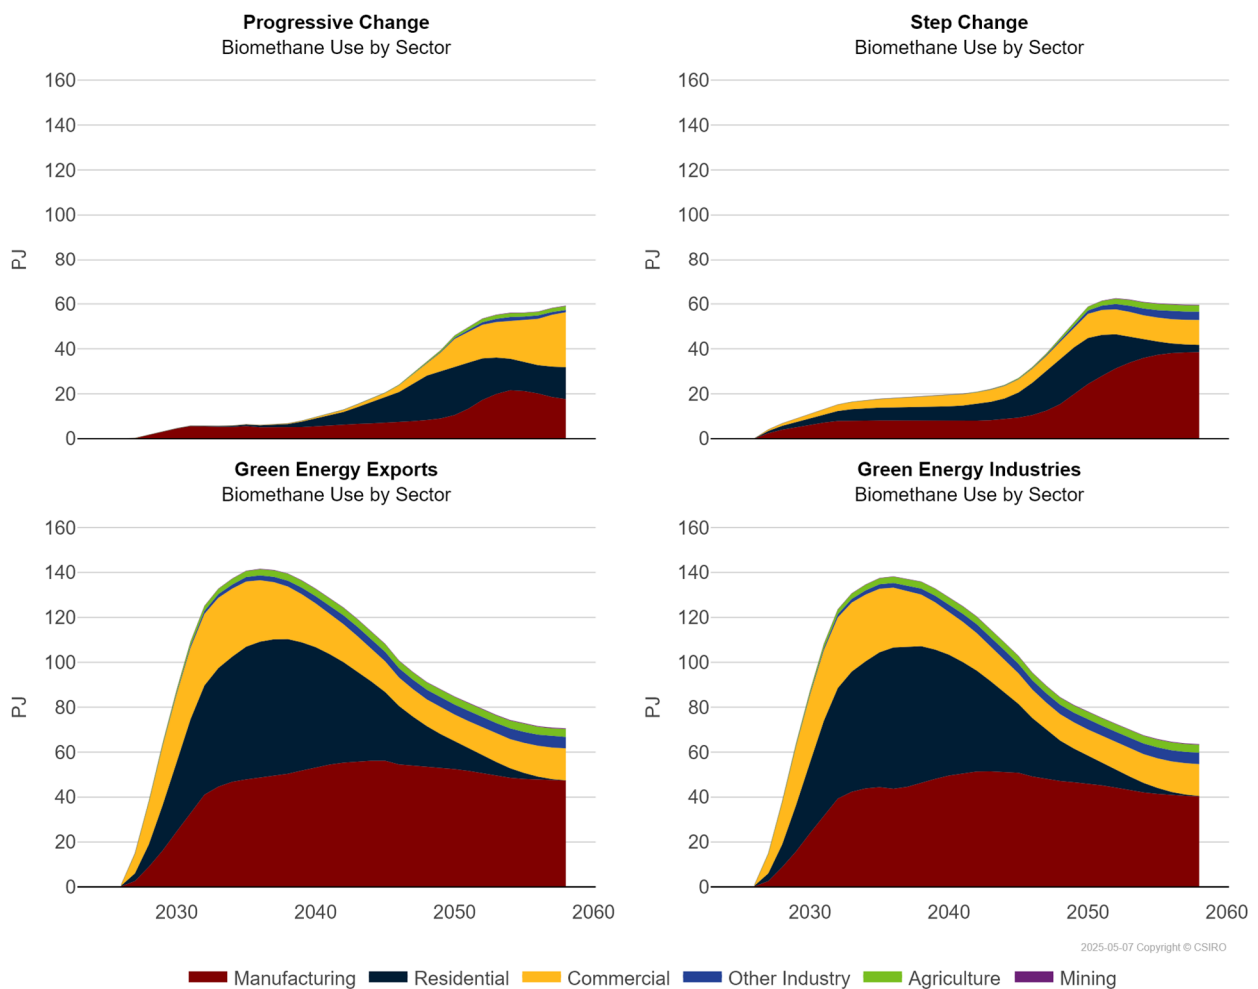 Progressive Change
Biomethane Use by Sector
160
140
120
100
80
60
40
20
0
PJ
Step Change
Biomethane Use by Sector
160
140
120
100
80
60
40
20
0
PJ
Green Energy Exports
Biomethane Use by Sector
160
140
120
100
80
60
40
20
0
PJ
2030 2040 2050 2060
Green Energy Industries
Biomethane Use by Sector
160
140
120
100
80
60
40
20
0
PJ
2030 2040 2050 2060
2025-05-07 Copyright © CSIRO
Manufacturing Residential Commercial Other Industry Agriculture Mining